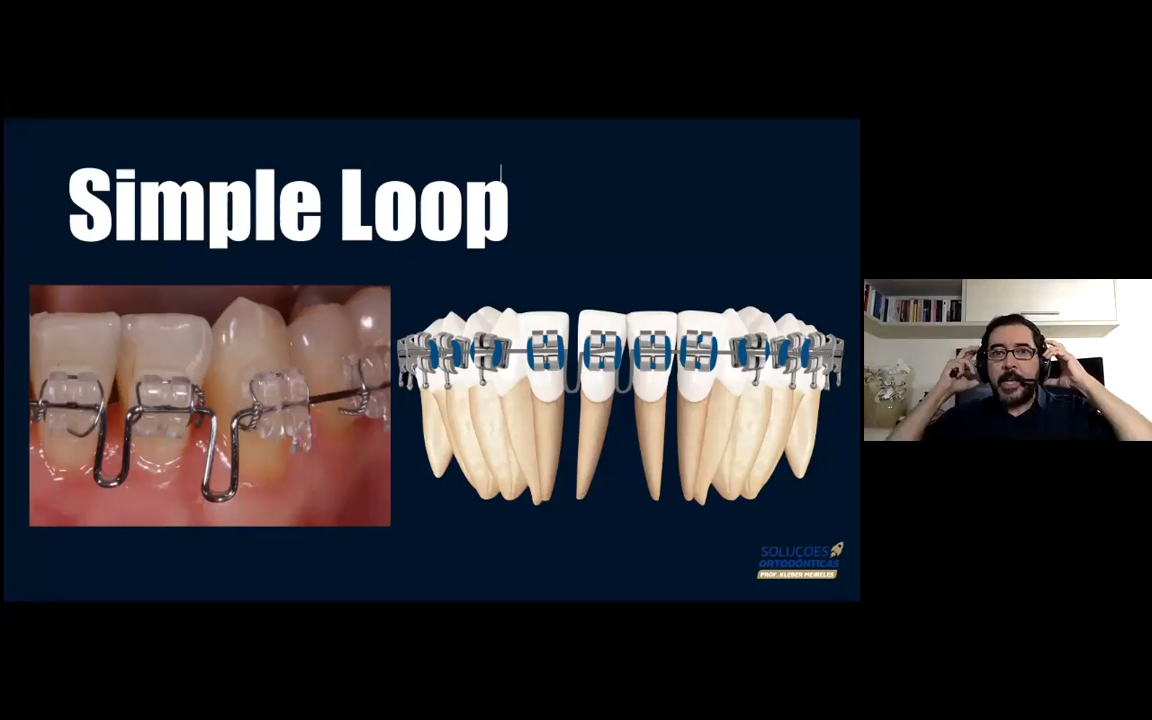 Simple Loop
SOLUÇÕES
ORTODÔNTICAS
PROF. KLEBER MEIRELES